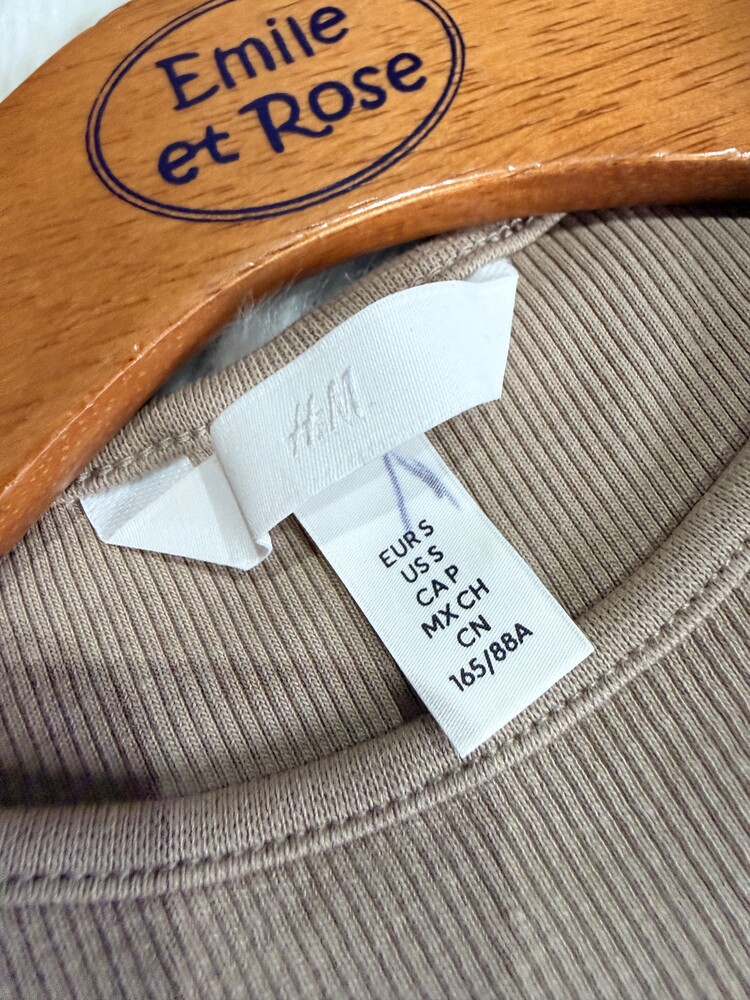 Emile
et Rose
H&M
EUR S
US S
CA P
MX CH
CN
165/88A